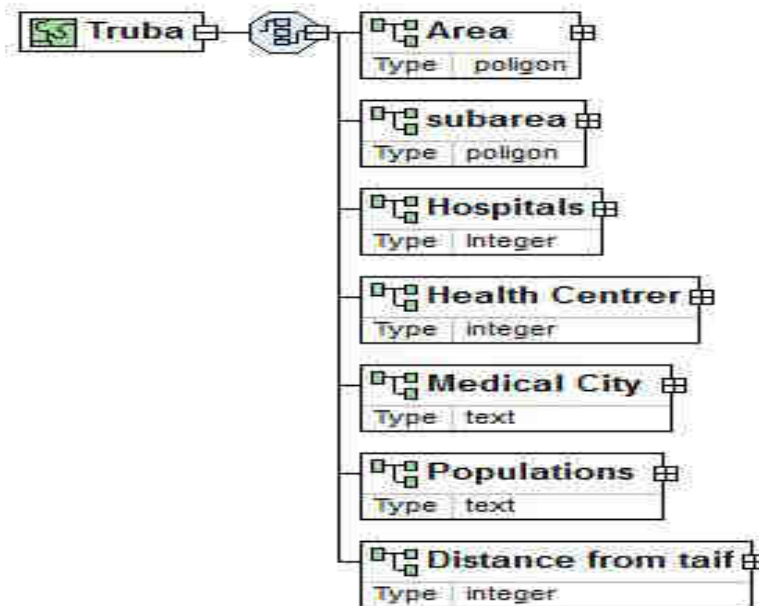 Truba
Area
Type poligon
subarea
Type poligon
Hospitals
Type Integer
Health Centrer
Type integer
Medical City
Type text
Populations
Type text
Distance from taif
Type integer